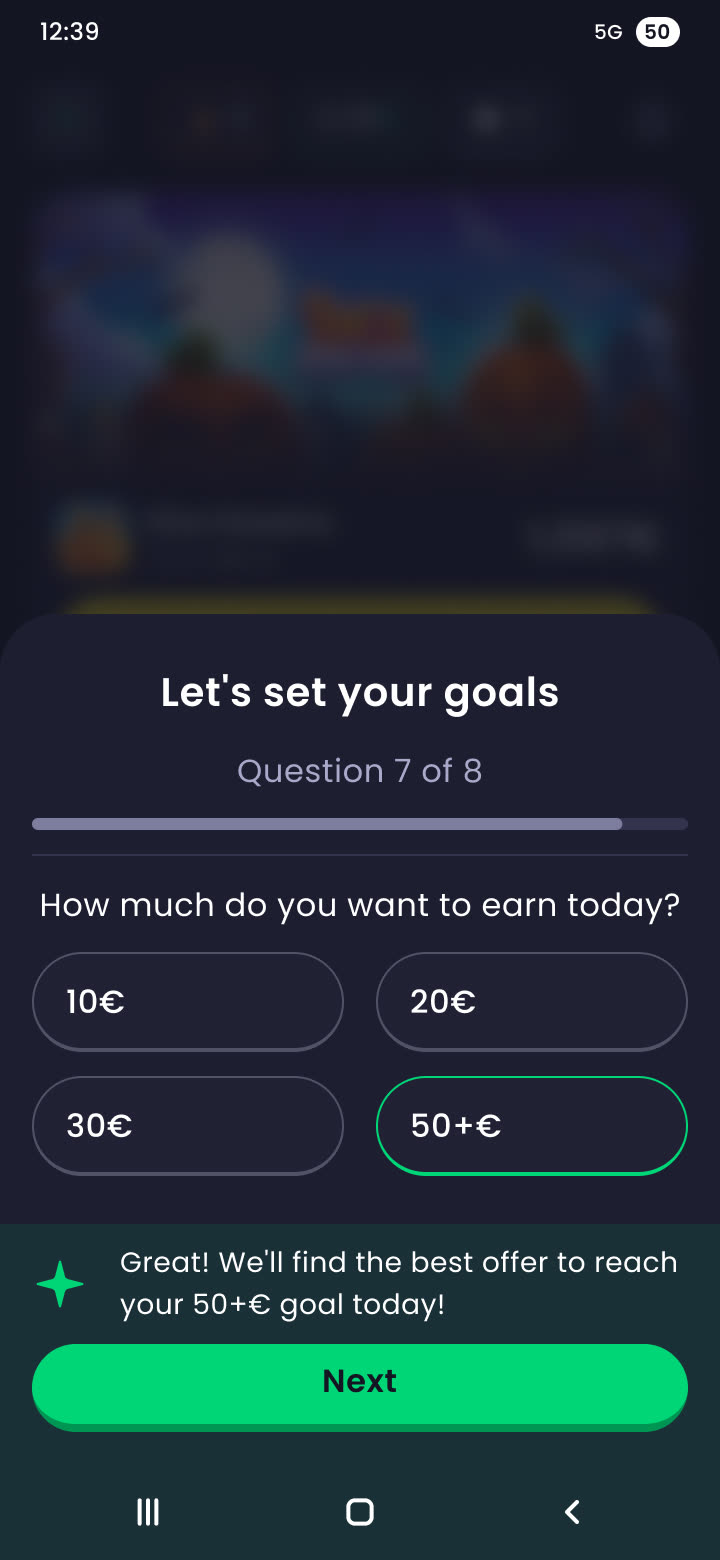 12:39
5G 50
Let's set your goals
Question 7 of 8
How much do you want to earn today?
10€
20€
30€
50+€
Great! We'll find the best offer to reach
your 50+€ goal today!
Next